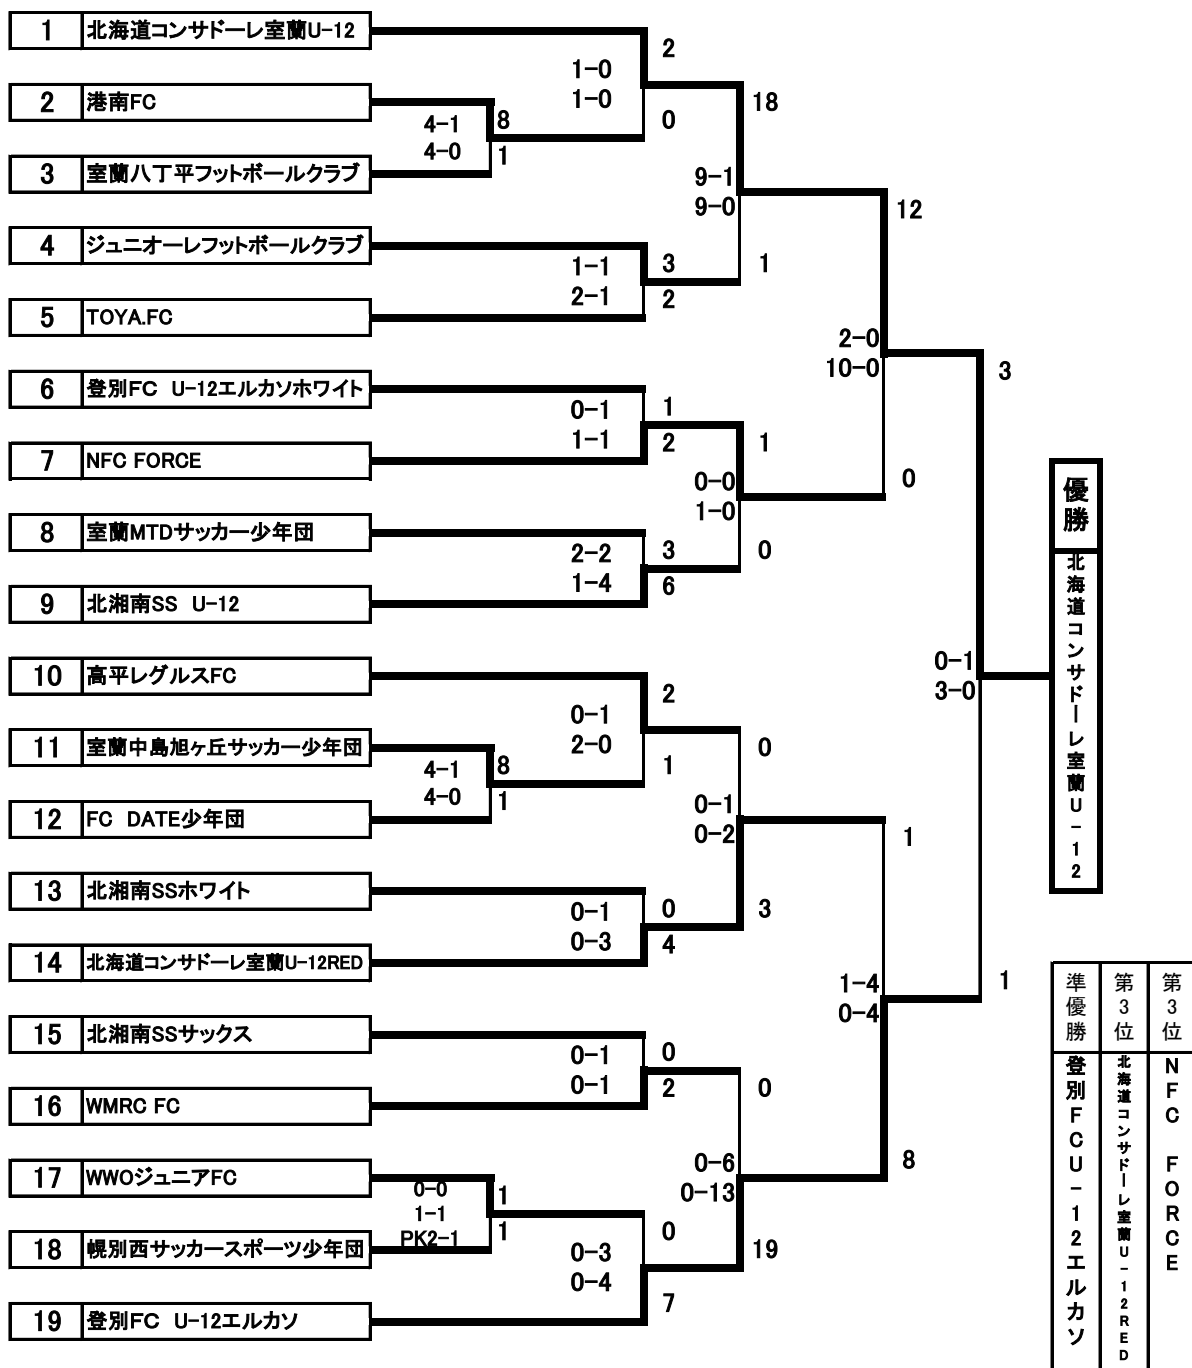 1 北海道コンサドーレ室蘭U-12
2
1-0
1-0
18
2 港南FC
8
0
4-1
4-0
1
3 室蘭八丁平フットボールクラブ
9-1
9-0
12
4 ジュニオーレフットボールクラブ
3
1
1-1
2-1
2
5 TOYA.FC
2-0
10-0
3
6 登別FC U-12エルカソホワイト
1
0-1
1-1
2
1
7 NFC FORCE
0-0
1-0
0
8 室蘭MTDサッカー少年団
3
0
2-2
1-4
6
9 北湘南SS U-12
優勝
北海道コンサドーレ室蘭U-12
0-1
3-0
10 高平レグルスFC
2
0-1
2-0
0
11 室蘭中島旭ヶ丘サッカー少年団
8
1
4-1
4-0
1
12 FC DATE少年団
0-1
0-2
1
13 北湘南SSホワイト
0
3
0-1
0-3
4
14 北海道コンサドーレ室蘭U-12RED
1-4
0-4
1
15 北湘南SSサックス
0
0-1
0-1
2
0
16 WMRC FC
0-6
0-13
8
17 WWOジュニアFC
0-0
1-1
PK2-1
1
1
18 幌別西サッカースポーツ少年団
0
19
0-3
0-4
7
19 登別FC U-12エルカソ
準優勝
登別FCU-12エルカソ
第3位
北海道コンサドーレ室蘭U-12RED
第3位
NFC FORCE